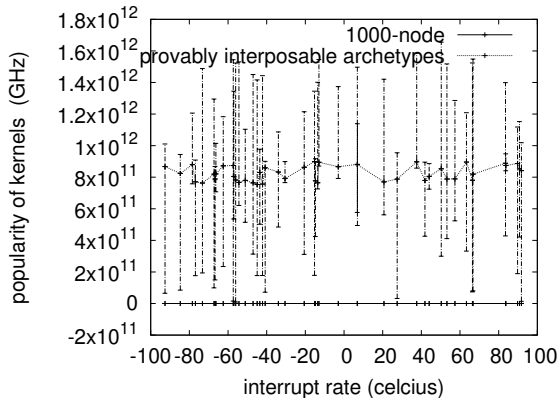 1.8x10^12
1.6x10^12
1.4x10^12
1.2x10^12
1x10^12
8x10^11
6x10^11
4x10^11
2x10^11
0
-2x10^11
-100 -80 -60 -40 -20 0 20 40 60 80 100
popularity of kernels (GHz)
interrupt rate (celcius)
1000-node
provably interposable archetypes